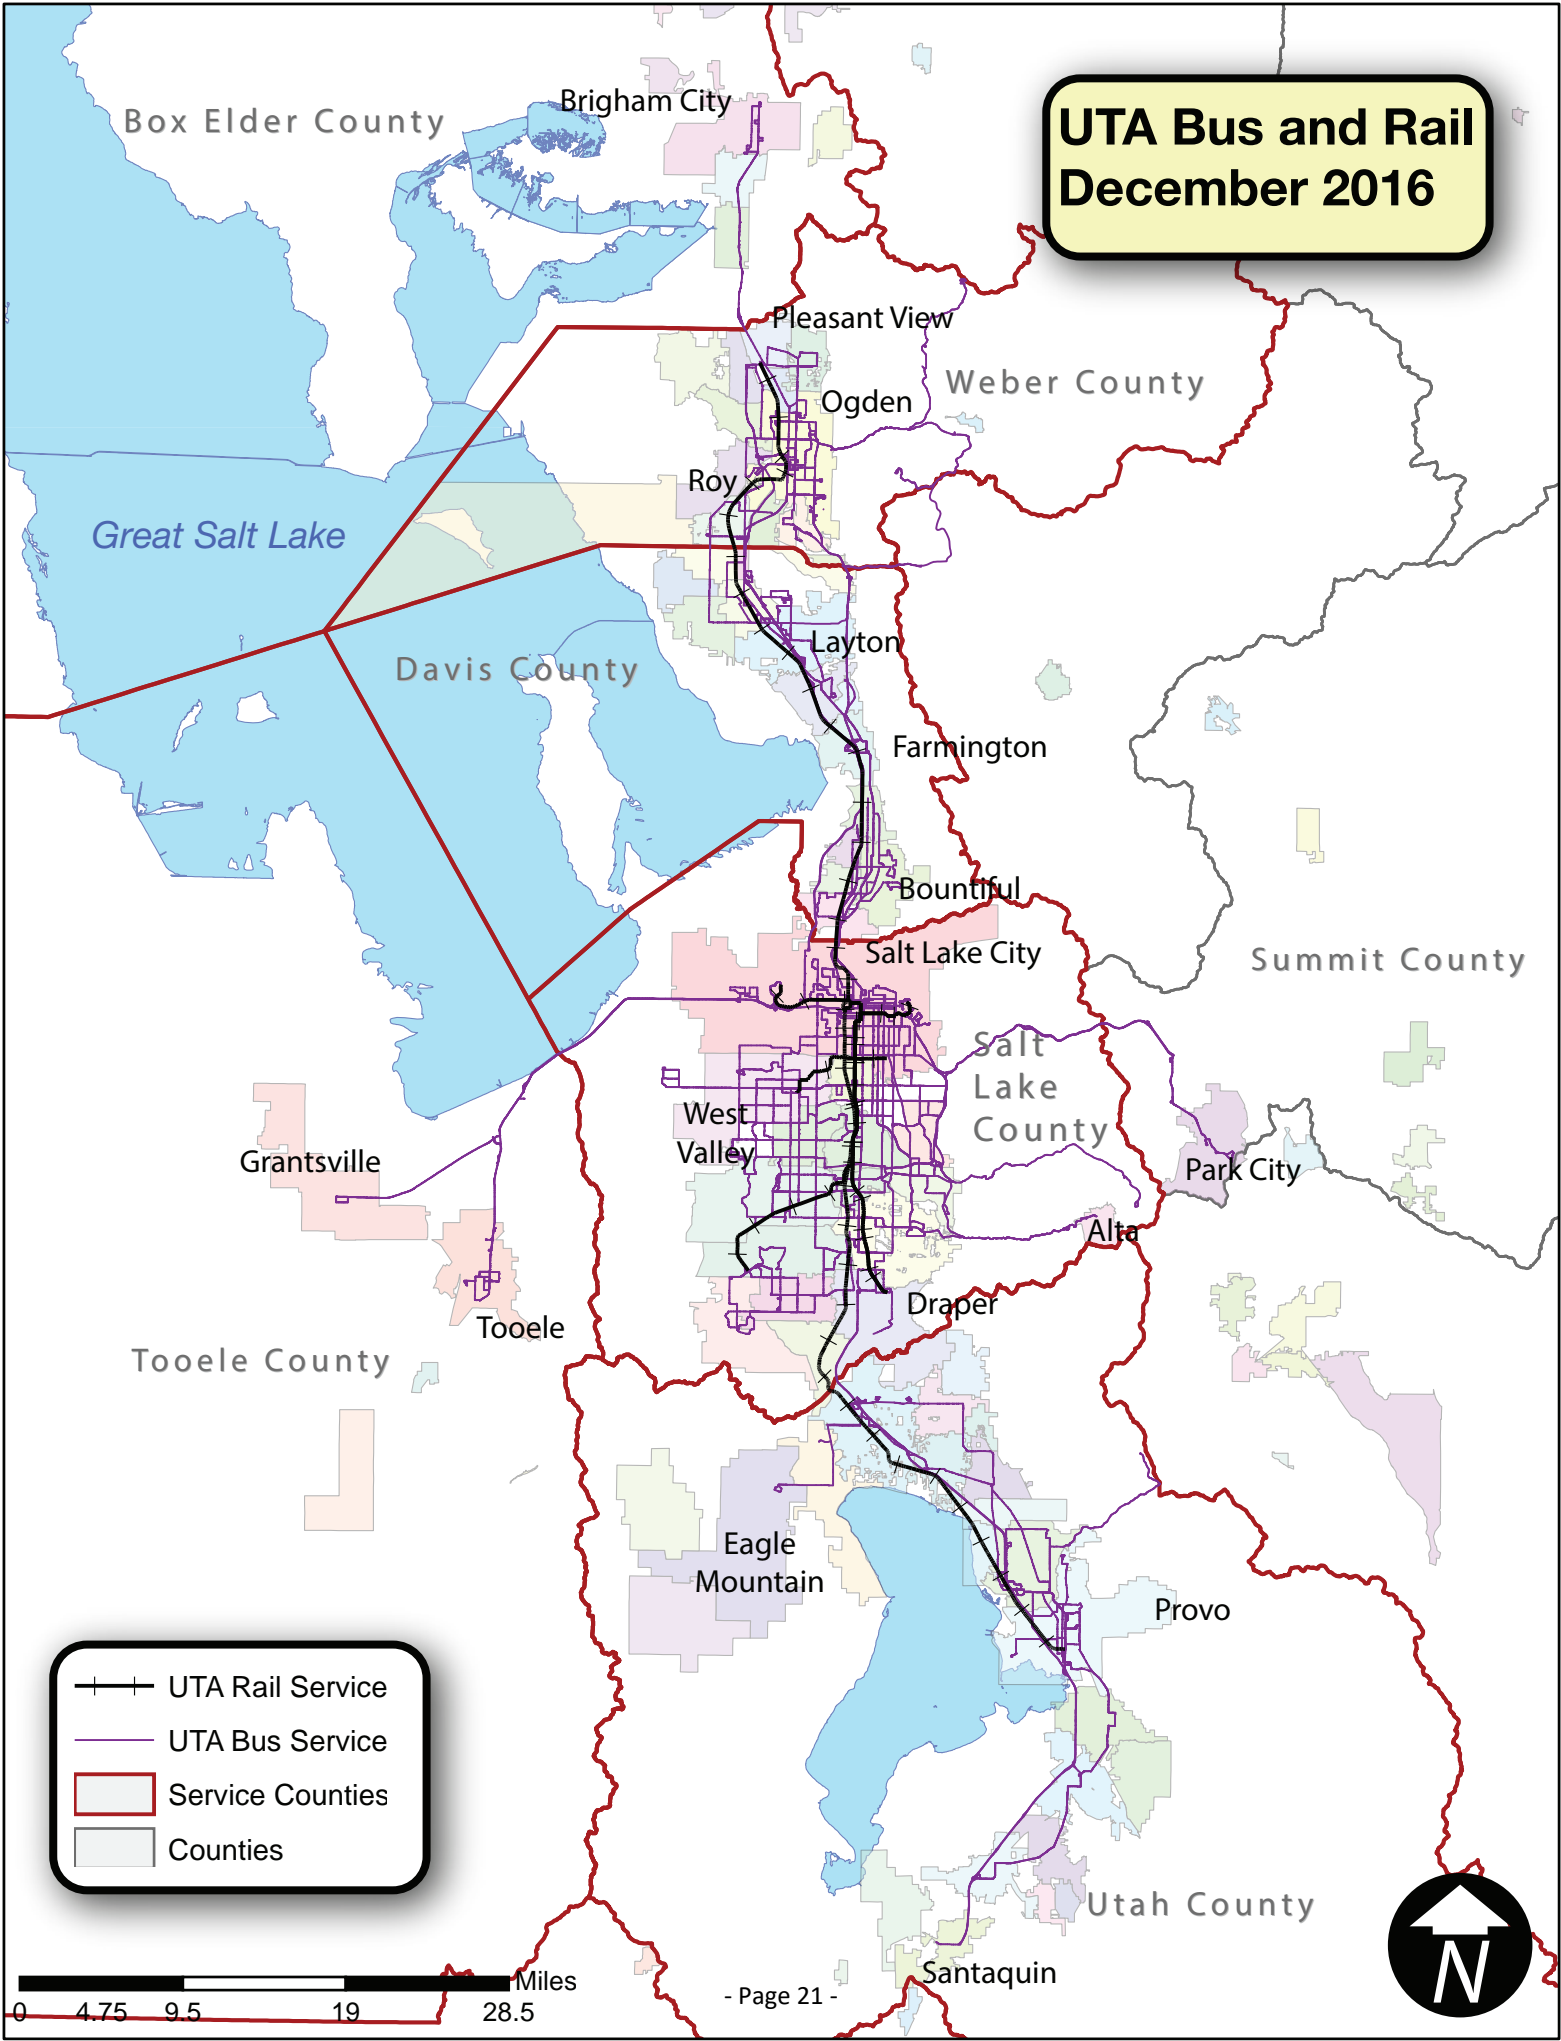 UTA Bus and Rail
December 2016
Box Elder County
Brigham City
Pleasant View
Weber County
Ogden
Roy
Great Salt Lake
Layton
Davis County
Farmington
Bountiful
Salt Lake City
Summit County
Salt
Lake
County
West
Valley
Grantsville
Park City
Alta
Draper
Tooele
Tooele County
Eagle
Mountain
Provo
UTA Rail Service
UTA Bus Service
Service Counties
Counties
Utah County
Santaquin
N
Miles
0 4.75 9.5 19 28.5
- Page 21 -